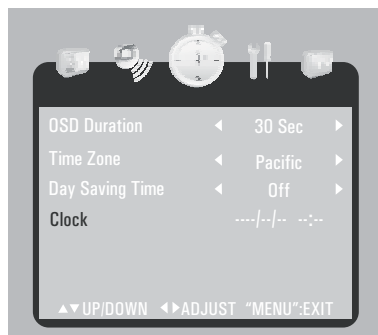 OSD Duration ◀ 30 Sec ▶
Time Zone ◀ Pacific ▶
Day Saving Time ◀ Off ▶
Clock ----/--/-- --:--
▲▼UP/DOWN ◀▶ADJUST "MENU":EXIT